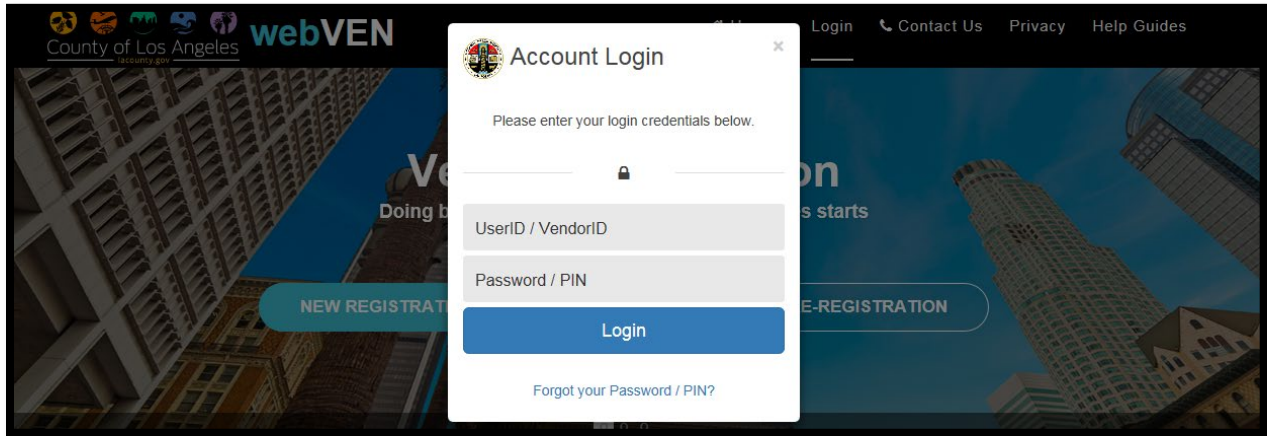 County of Los Angeles
lacounty.gov
webVEN
Login
Contact Us
Privacy
Help Guides
Account Login
×
Please enter your login credentials below.
Doing
s starts
UserID / VendorID
Password / PIN
NEW
E-REGISTRATION
Login
Forgot your Password / PIN?